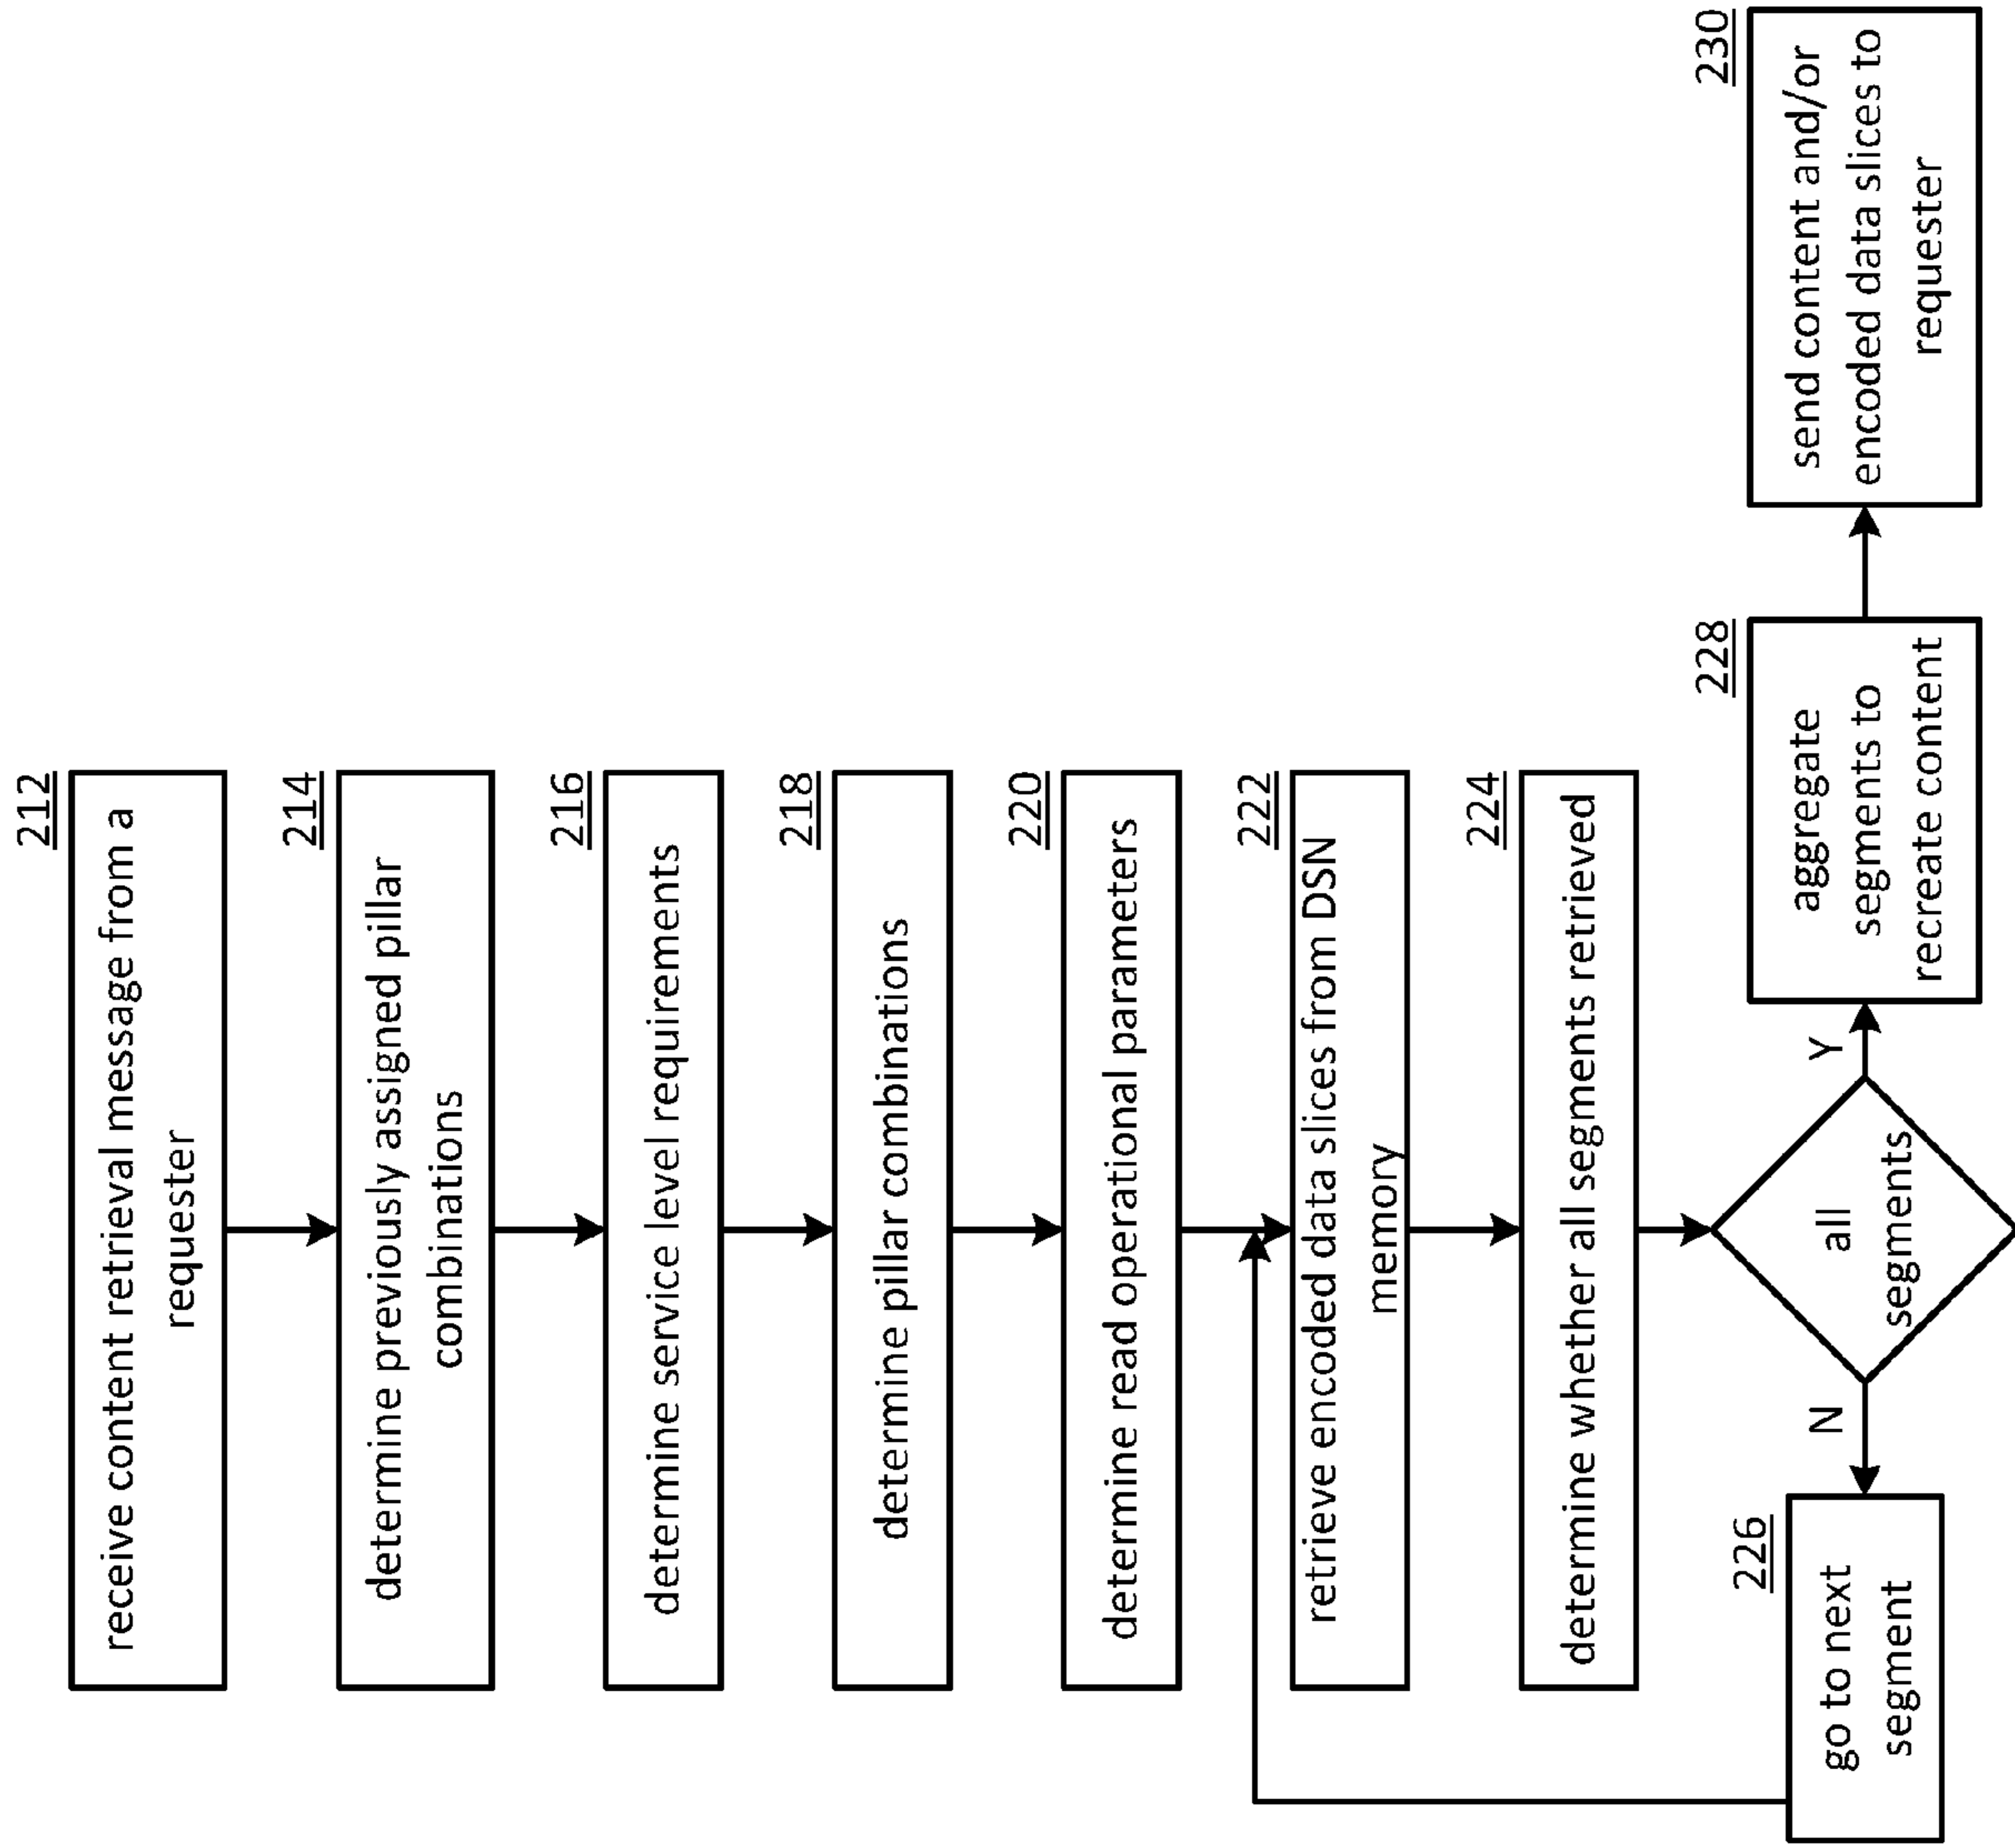 212
receive content retrieval message from a
requester
214
determine previously assigned pillar
combinations
216
determine service level requirements
218
determine pillar combinations
220
determine read operational parameters
222
retrieve encoded data slices from DSN
memory
224
determine whether all segments retrieved
all
segments
N
Y
226
go to next
segment
228
aggregate
segments to
recreate content
230
send content and/or
encoded data slices to
requester